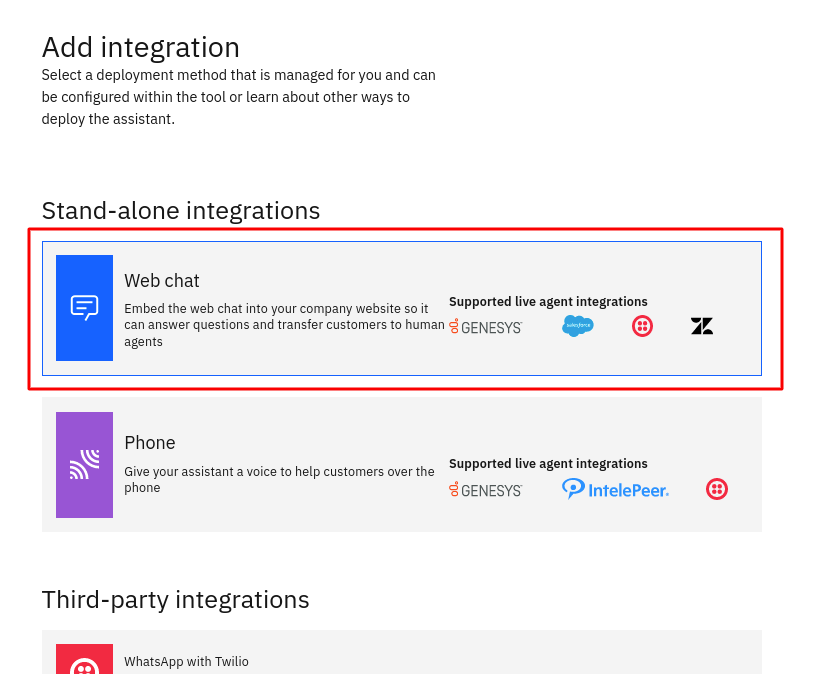 Add integration
Select a deployment method that is managed for you and can
be configured within the tool or learn about other ways to
deploy the assistant.
Stand-alone integrations
Web chat
Embed the web chat into your company website so it
can answer questions and transfer customers to human
agents
Supported live agent integrations
GENESYS
salesforce
Phone
Give your assistant a voice to help customers over the
phone
Supported live agent integrations
GENESYS
IntelePeer
Third-party integrations
WhatsApp with Twilio